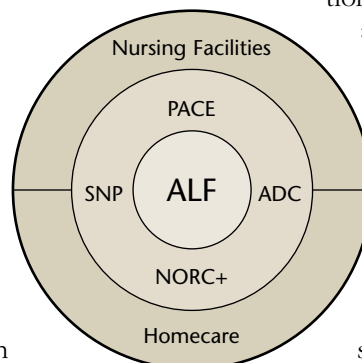 Nursing Facilities
PACE
SNP ALF ADC
NORC+
Homecare